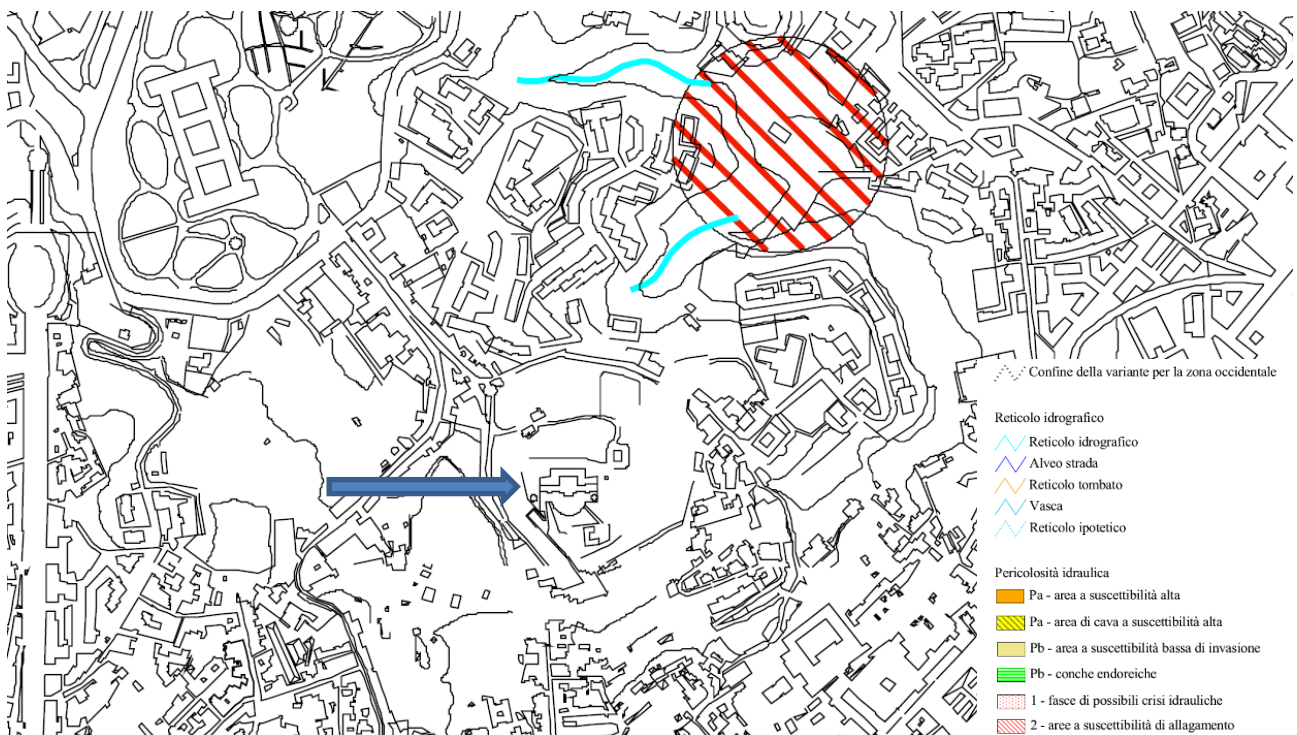 Confine della variante per la zona occidentale
Reticolo idrografico
Reticolo idrografico
Alveo strada
Reticolo tombato
Vasca
Reticolo ipotetico
Pericolosità idraulica
Pa - area a suscettibilità alta
Pa - area di cava a suscettibilità alta
Pb - area a suscettibilità bassa di invasione
Pb - conche endoreiche
1 - fasce di possibili crisi idrauliche
2 - aree a suscettibilità di allagamento